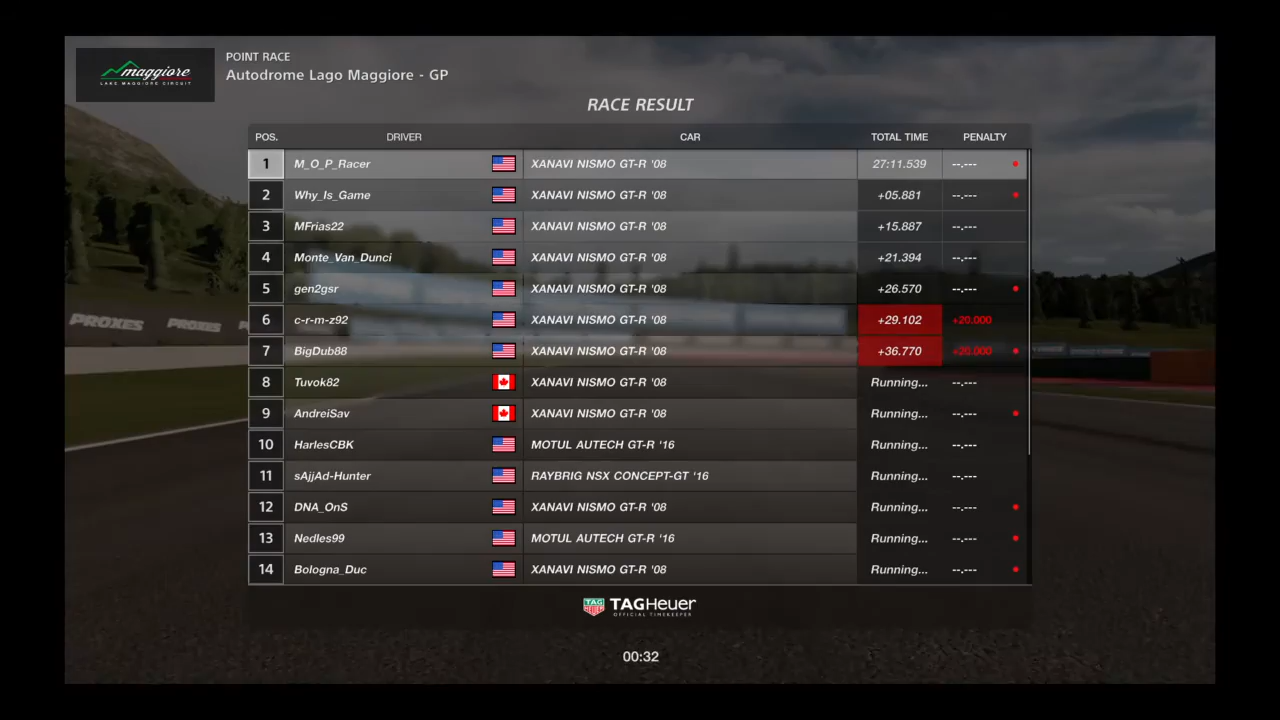 maggiore
LAKE MAGGIORE CIRCUIT
POINT RACE
Autodrome Lago Maggiore - GP
RACE RESULT
POS. DRIVER CAR TOTAL TIME PENALTY
1 M_O_P_Racer XANAVI NISMO GT-R '08 27:11.539 --.---
2 Why_Is_Game XANAVI NISMO GT-R '08 +05.881 --.---
3 MFrias22 XANAVI NISMO GT-R '08 +15.887 --.---
4 Monte_Van_Dunci XANAVI NISMO GT-R '08 +21.394 --.---
5 gen2gsr XANAVI NISMO GT-R '08 +26.570 --.---
PROXES PROXES
6 c-r-m-z92 XANAVI NISMO GT-R '08 +29.102 +20.000
7 BigDub88 XANAVI NISMO GT-R '08 +36.770 +20.000
8 Tuvok82 XANAVI NISMO GT-R '08 Running... --.---
9 AndreiSav XANAVI NISMO GT-R '08 Running... --.---
10 HarlesCBK MOTUL AUTECH GT-R '16 Running... --.---
11 sAjjAd-Hunter RAYBRIG NSX CONCEPT-GT '16 Running... --.---
12 DNA_OnS XANAVI NISMO GT-R '08 Running... --.---
13 Nedles99 MOTUL AUTECH GT-R '16 Running... --.---
14 Bologna_Duc XANAVI NISMO GT-R '08 Running... --.---
TAG HEUER TAGHeuer
OFFICIAL TIMEKEEPER
00:32